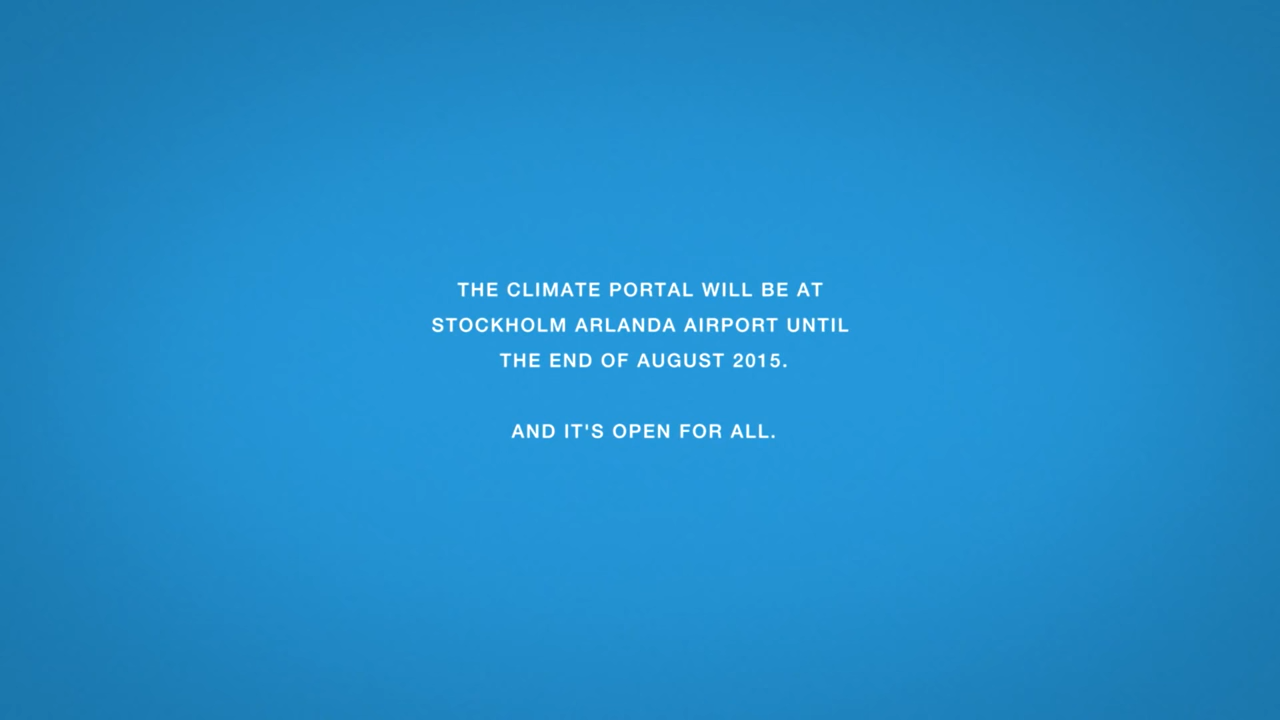 THE CLIMATE PORTAL WILL BE AT
STOCKHOLM ARLANDA AIRPORT UNTIL
THE END OF AUGUST 2015.
AND IT'S OPEN FOR ALL.